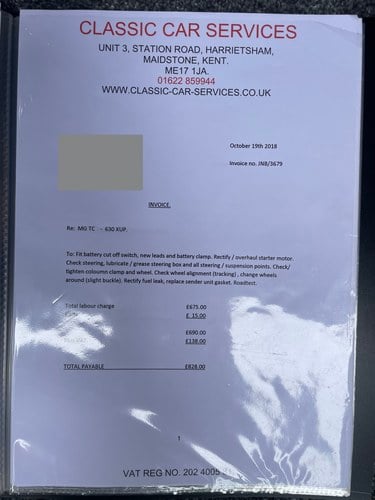 CLASSIC CAR SERVICES
UNIT 3, STATION ROAD, HARRIETSHAM,
MAIDSTONE, KENT.
ME17 1JA.
01622 859944
WWW.CLASSIC-CAR-SERVICES.CO.UK
October 19th 2018
Invoice no. JNB/3679
INVOICE.
Re: MG TC - 630 XUP.
To: Fit battery cut off switch, new leads and battery clamp. Rectify / overhaul starter motor.
Check steering, lubricate / grease steering box and all steering / suspension points. Check/
tighten coloumn clamp and wheel. Check wheel alignment (tracking) , change wheels
around (slight buckle). Rectify fuel leak, replace sender unit gasket. Roadtest.
Total labour charge £675.00
£ 15.00
£690.00
£138.00
TOTAL PAYABLE £828.00
1
VAT REG NO: 202 4005